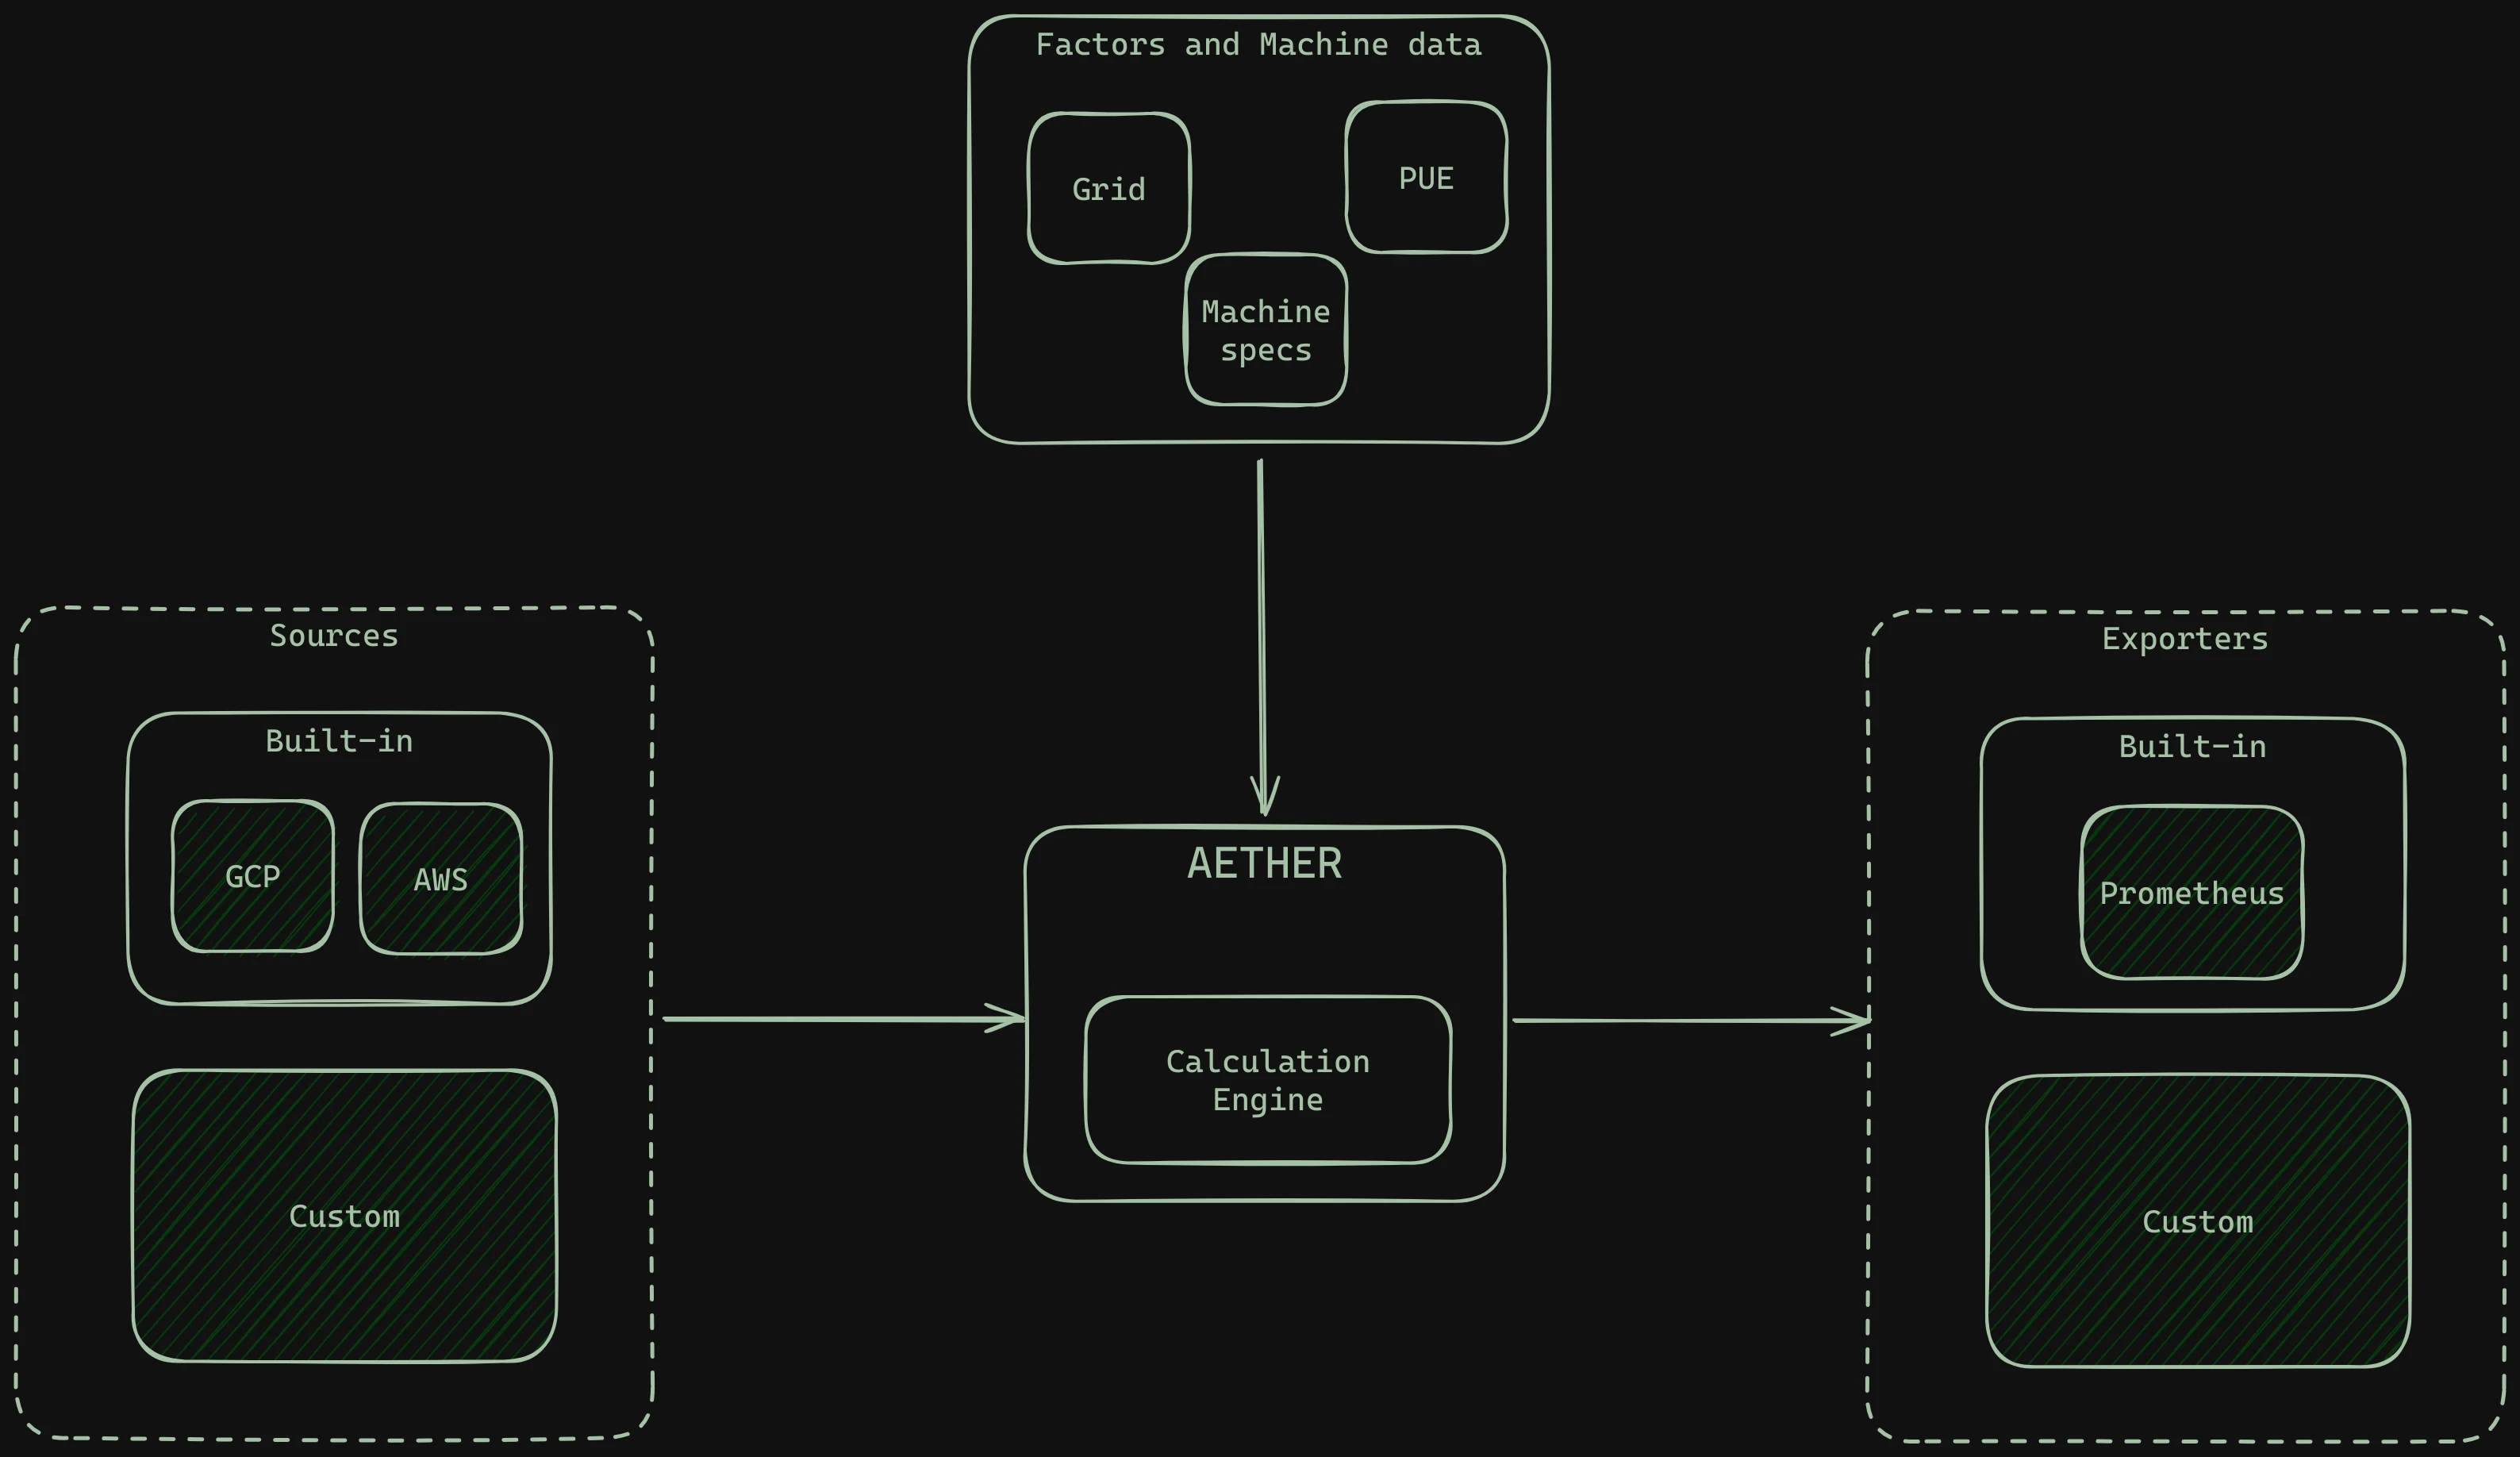 Factors and Machine data
Grid
PUE
Machine
specs
Sources
Built-in
GCP
AWS
Custom
AETHER
Calculation
Engine
Exporters
Built-in
Prometheus
Custom